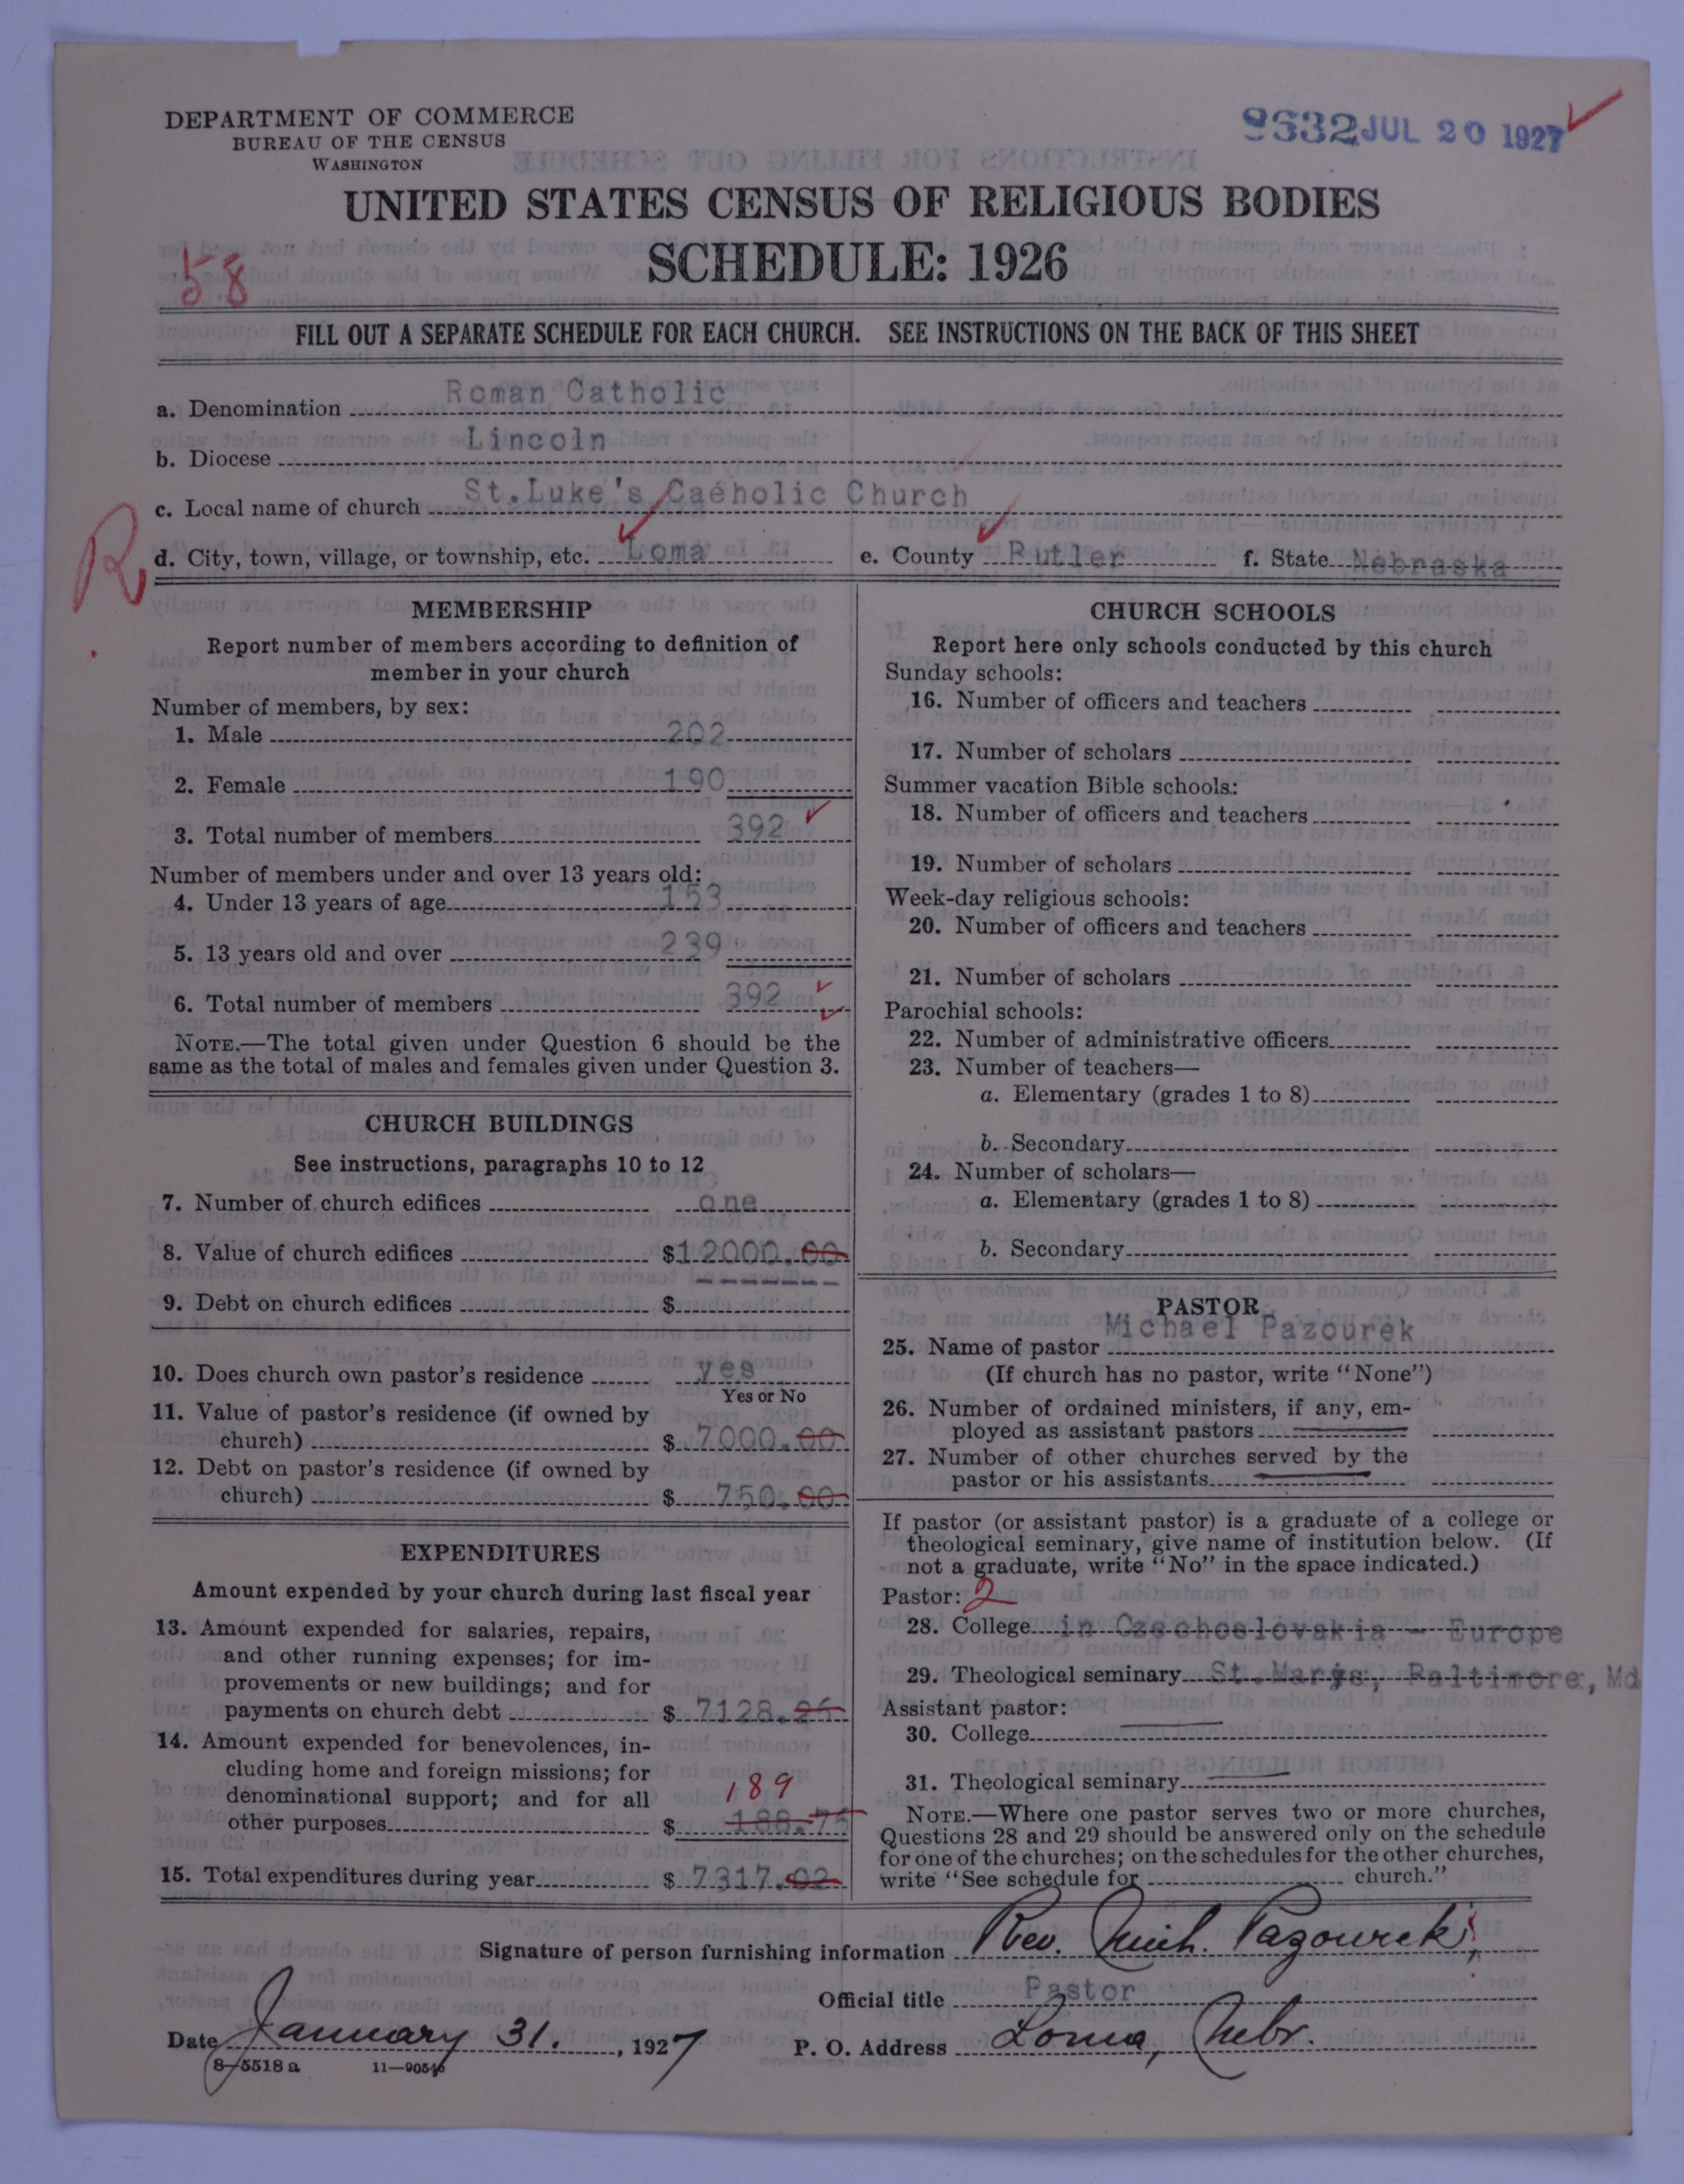 DEPARTMENT OF COMMERCE
BUREAU OF THE CENSUS
WASHINGTON
9632 JUL 20 1927
UNITED STATES CENSUS OF RELIGIOUS BODIES
SCHEDULE: 1926
58
FILL OUT A SEPARATE SCHEDULE FOR EACH CHURCH. SEE INSTRUCTIONS ON THE BACK OF THIS SHEET
a. Denomination Roman Catholic
b. Diocese Lincoln
c. Local name of church St.Luke's Caéholic Church
R
d. City, town, village, or township, etc. Loma e. County Butler f. State Nebraska
MEMBERSHIP
Report number of members according to definition of
member in your church
Number of members, by sex:
1. Male 202
2. Female 190
3. Total number of members 392
Number of members under and over 13 years old:
4. Under 13 years of age 153
5. 13 years old and over 239
6. Total number of members 392
NOTE.—The total given under Question 6 should be the
same as the total of males and females given under Question 3.
CHURCH BUILDINGS
See instructions, paragraphs 10 to 12
7. Number of church edifices one
8. Value of church edifices $12000.00
9. Debt on church edifices $
10. Does church own pastor's residence yes
Yes or No
11. Value of pastor's residence (if owned by
church) $ 7000.00
12. Debt on pastor's residence (if owned by
church) $ 750.00
EXPENDITURES
Amount expended by your church during last fiscal year
13. Amount expended for salaries, repairs,
and other running expenses; for im-
provements or new buildings; and for
payments on church debt $ 7128.26
14. Amount expended for benevolences, in-
cluding home and foreign missions; for
denominational support; and for all 189
other purposes $ 188.76
15. Total expenditures during year $ 7317.02
CHURCH SCHOOLS
Report here only schools conducted by this church
Sunday schools:
16. Number of officers and teachers
17. Number of scholars
Summer vacation Bible schools:
18. Number of officers and teachers
19. Number of scholars
Week-day religious schools:
20. Number of officers and teachers
21. Number of scholars
Parochial schools:
22. Number of administrative officers
23. Number of teachers—
a. Elementary (grades 1 to 8)
b. Secondary
24. Number of scholars—
a. Elementary (grades 1 to 8)
b. Secondary
PASTOR
25. Name of pastor Michael Pazourek
(If church has no pastor, write "None")
26. Number of ordained ministers, if any, em-
ployed as assistant pastors
27. Number of other churches served by the
pastor or his assistants
If pastor (or assistant pastor) is a graduate of a college or
theological seminary, give name of institution below. (If
not a graduate, write "No" in the space indicated.)
Pastor: 2
28. College in Czechoslovakia - Europe
29. Theological seminary St.Marys, Baltimore, Md
Assistant pastor:
30. College
31. Theological seminary
NOTE.—Where one pastor serves two or more churches,
Questions 28 and 29 should be answered only on the schedule
for one of the churches; on the schedules for the other churches,
write "See schedule for church."
Signature of person furnishing information Rev. Mich. Pazourek,
Official title Pastor
Date January 31. , 1927 P. O. Address Loma, Nebr.
8-5518 a 11—90546